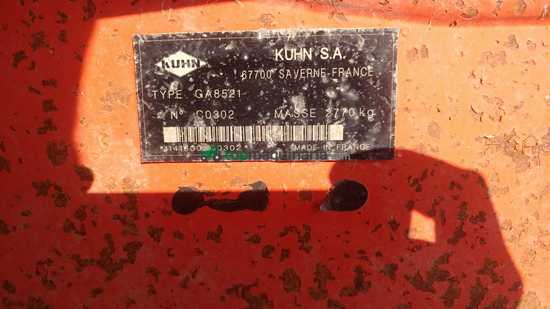 KUHN
KUHN S.A.
67700 SAVERNE-FRANCE
TYPE GA8521
N° C0302 MASSE 2770 kg
MADE IN FRANCE